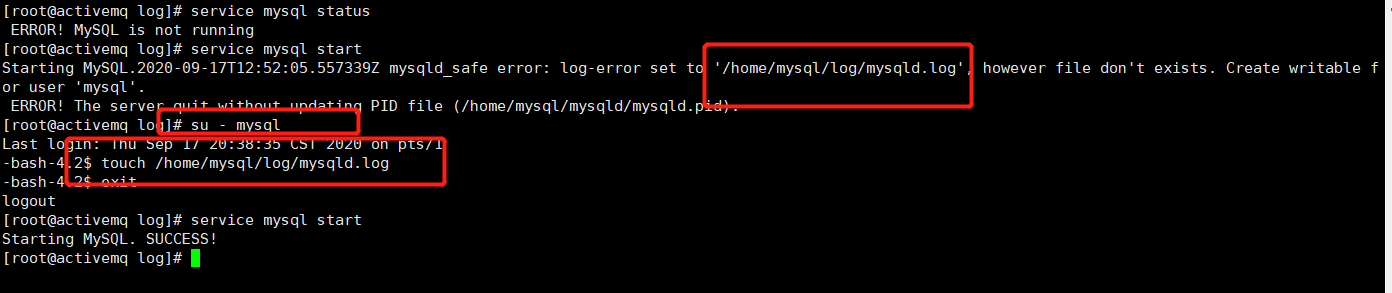 [root@activemq log]# service mysql status
 ERROR! MySQL is not running
[root@activemq log]# service mysql start
Starting MySQL.2020-09-17T12:52:05.557339Z mysqld_safe error: log-error set to '/home/mysql/log/mysqld.log', however file don't exists. Create writable f
or user 'mysql'.
 ERROR! The server quit without updating PID file (/home/mysql/mysqld/mysqld.pid).
[root@activemq log]# su - mysql
Last login: Thu Sep 17 20:38:35 CST 2020 on pts/1
-bash-4.2$ touch /home/mysql/log/mysqld.log
-bash-4.2$ exit
logout
[root@activemq log]# service mysql start
Starting MySQL. SUCCESS!
[root@activemq log]#